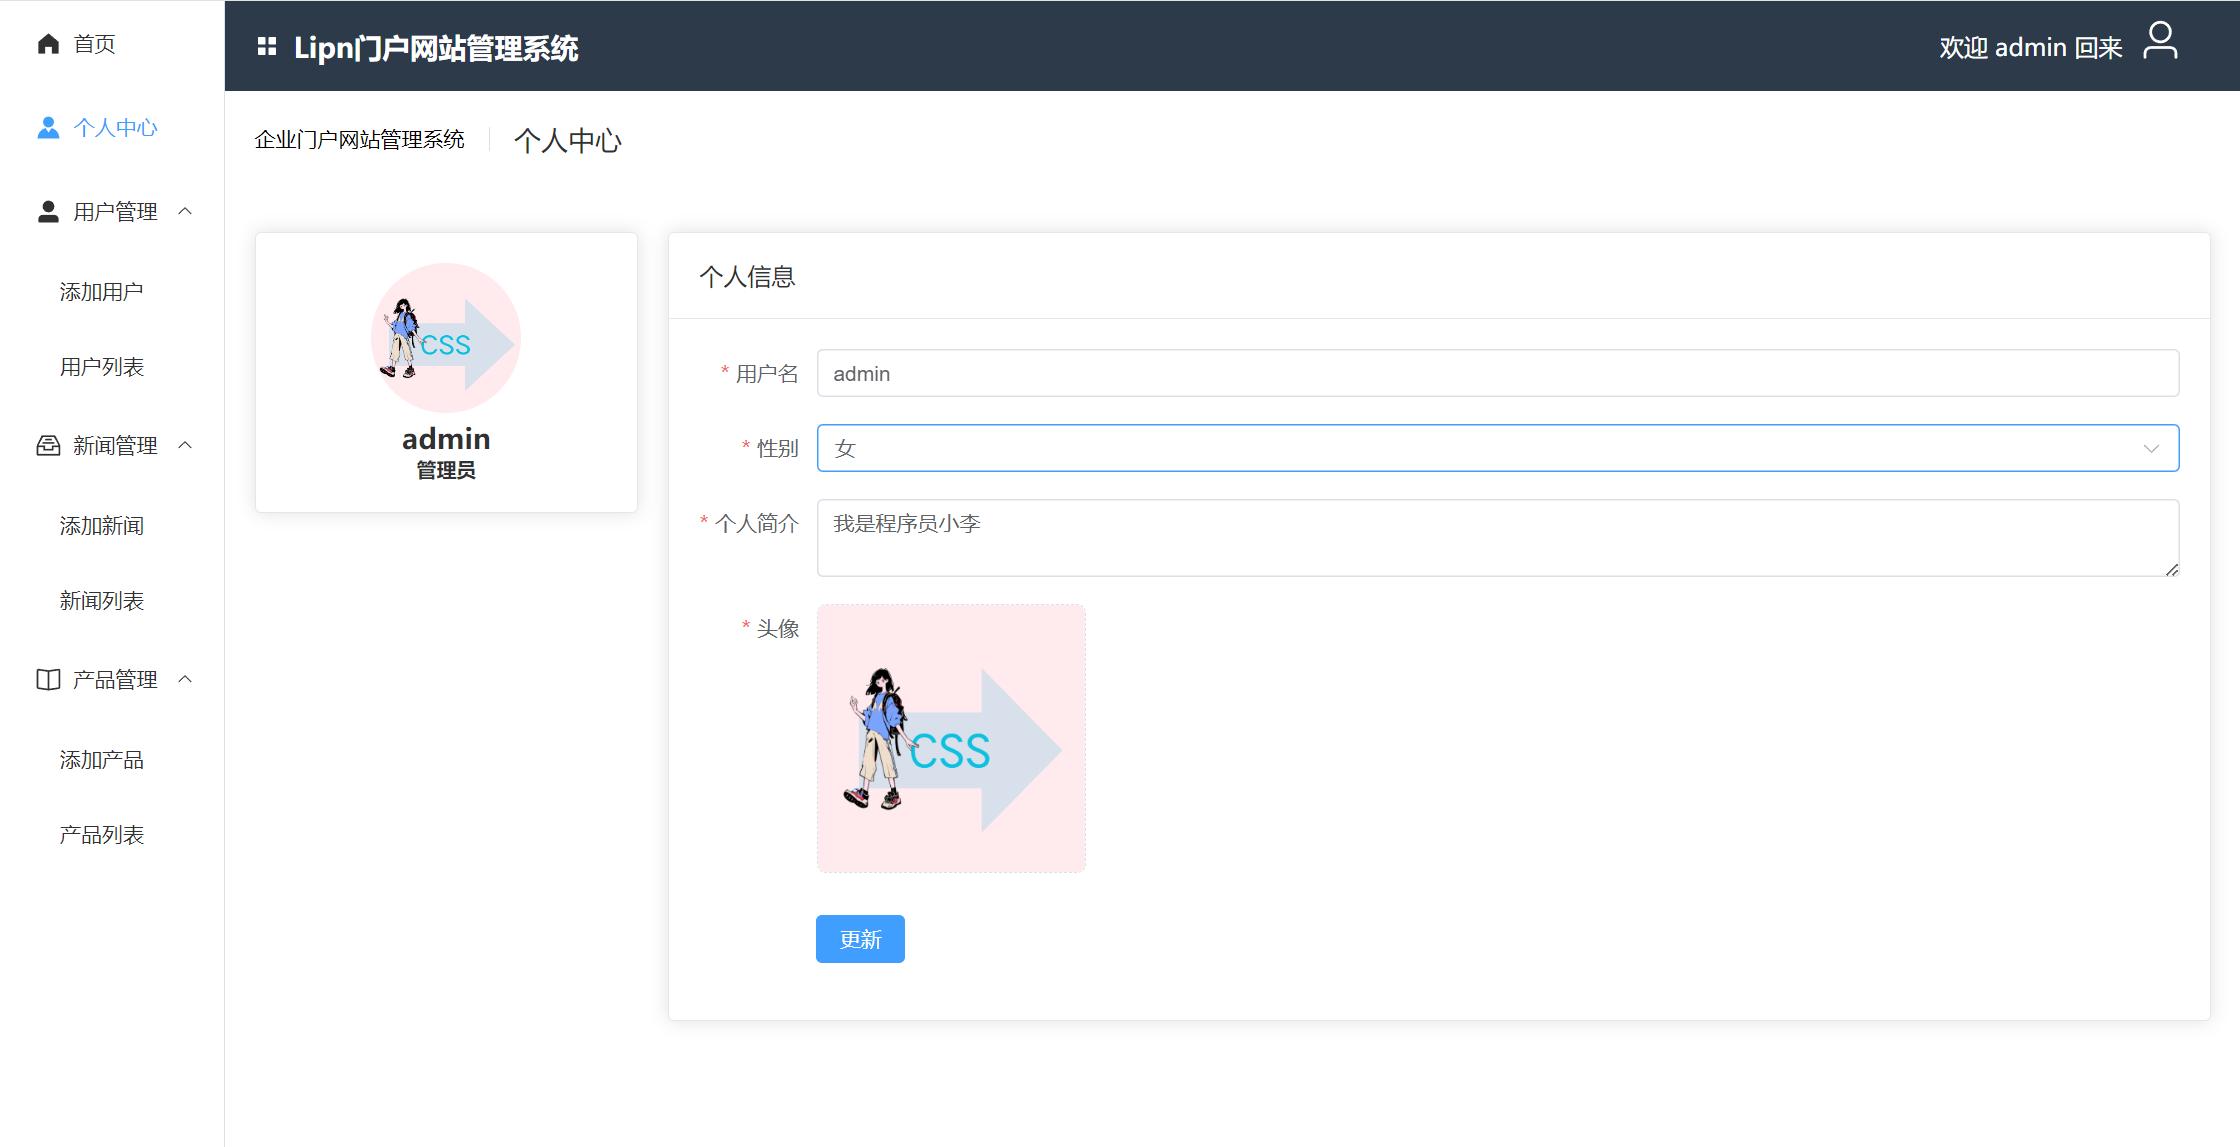 首页
个人中心
用户管理
添加用户
用户列表
新闻管理
添加新闻
新闻列表
产品管理
添加产品
产品列表
Lipn门户网站管理系统
欢迎 admin 回来
企业门户网站管理系统
个人中心
CSS
admin
管理员
个人信息
* 用户名
admin
* 性别
女
* 个人简介
我是程序员小李
* 头像
CSS
更新